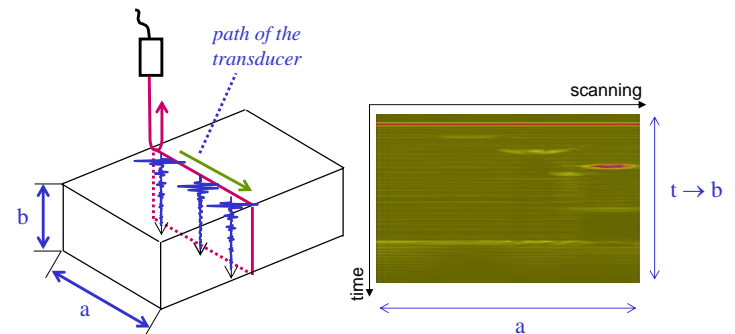 path of the
transducer
b
a
scanning
time
t → b
a